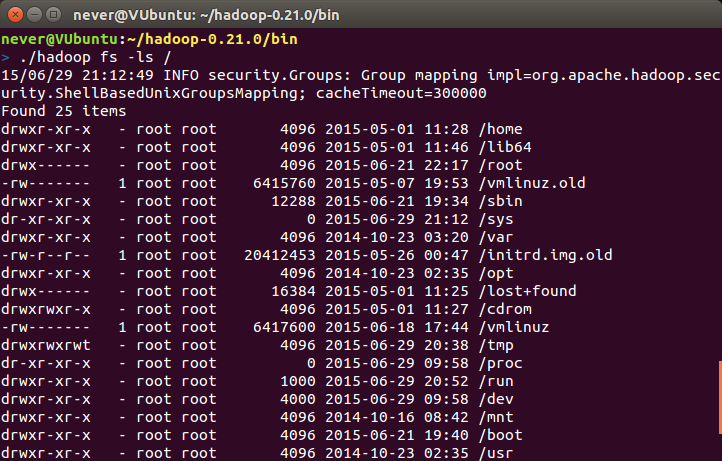 never@VUbuntu: ~/hadoop-0.21.0/bin
never@VUbuntu:~/hadoop-0.21.0/bin
> ./hadoop fs -ls /
15/06/29 21:12:49 INFO security.Groups: Group mapping impl=org.apache.hadoop.sec
urity.ShellBasedUnixGroupsMapping; cacheTimeout=300000
Found 25 items
drwxr-xr-x   - root root       4096 2015-05-01 11:28 /home
drwxr-xr-x   - root root       4096 2015-05-01 11:46 /lib64
drwx------   - root root       4096 2015-06-21 22:17 /root
-rw-------   1 root root    6415760 2015-05-07 19:53 /vmlinuz.old
drwxr-xr-x   - root root      12288 2015-06-21 19:34 /sbin
dr-xr-xr-x   - root root          0 2015-06-29 21:12 /sys
drwxr-xr-x   - root root       4096 2014-10-23 03:20 /var
-rw-r--r--   1 root root   20412453 2015-05-26 00:47 /initrd.img.old
drwxr-xr-x   - root root       4096 2014-10-23 02:35 /opt
drwx------   - root root      16384 2015-05-01 11:25 /lost+found
drwxrwxr-x   - root root       4096 2015-05-01 11:27 /cdrom
-rw-------   1 root root    6417600 2015-06-18 17:44 /vmlinuz
drwxrwxrwt   - root root       4096 2015-06-29 20:38 /tmp
dr-xr-xr-x   - root root          0 2015-06-29 09:58 /proc
drwxr-xr-x   - root root       1000 2015-06-29 20:52 /run
drwxr-xr-x   - root root       4000 2015-06-29 09:58 /dev
drwxr-xr-x   - root root       4096 2014-10-16 08:42 /mnt
drwxr-xr-x   - root root       4096 2015-06-21 19:40 /boot
drwxr-xr-x   - root root       4096 2014-10-23 02:35 /usr